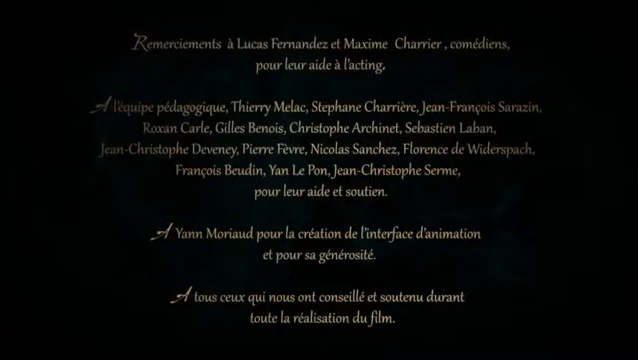 Remerciements à Lucas Fernandez et Maxime Charrier , comédiens,
pour leur aide à l'acting.
A l'équipe pédagogique, Thierry Melac, Stephane Charrière, Jean-François Sarazin,
Roxan Carle, Gilles Benois, Christophe Archinet, Sebastien Laban,
Jean-Christophe Deveney, Pierre Fèvre, Nicolas Sanchez, Florence de Widerspach,
François Beudin, Yan Le Pon, Jean-Christophe Serme,
pour leur aide et soutien.
A Yann Moriaud pour la création de l'interface d'animation
et pour sa générosité.
A tous ceux qui nous ont conseillé et soutenu durant
toute la réalisation du film.